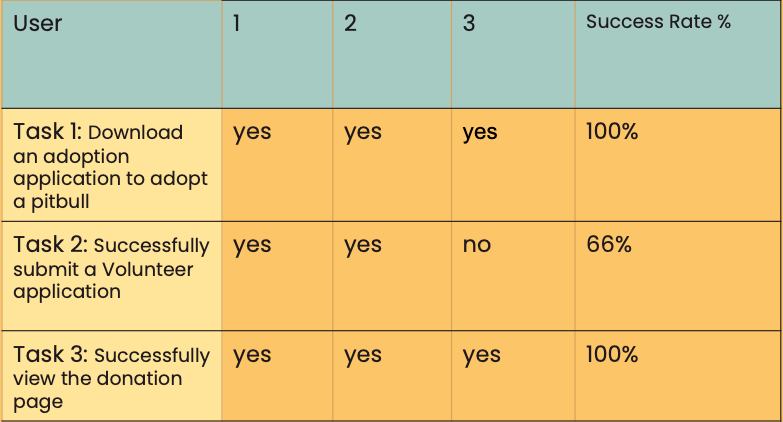 User 1 2 3 Success Rate %
Task 1: Download yes yes yes 100%
an adoption
application to adopt
a pitbull
Task 2: Successfully yes yes no 66%
submit a Volunteer
application
Task 3: Successfully yes yes yes 100%
view the donation
page